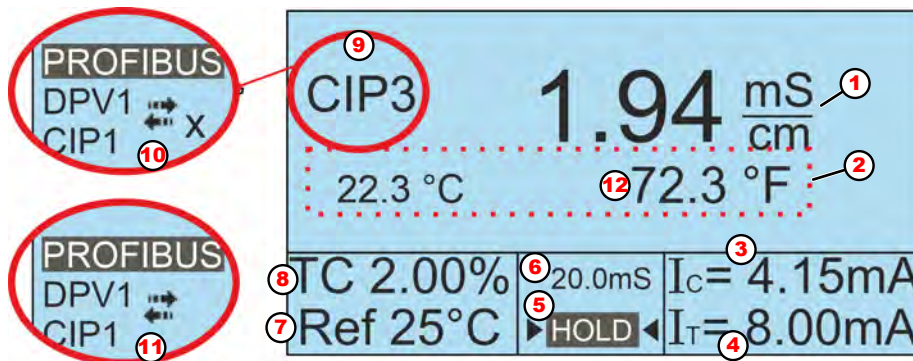 PROFIBUS
DPV1
CIP1 X
10
9
CIP3
1.94 mS/cm
1
22.3 °C
12
72.3 °F
2
PROFIBUS
DPV1
CIP1
11
8
TC 2.00%
7
Ref 25°C
6
20.0mS
5
HOLD
3
Ic= 4.15mA
IT= 8.00mA
4